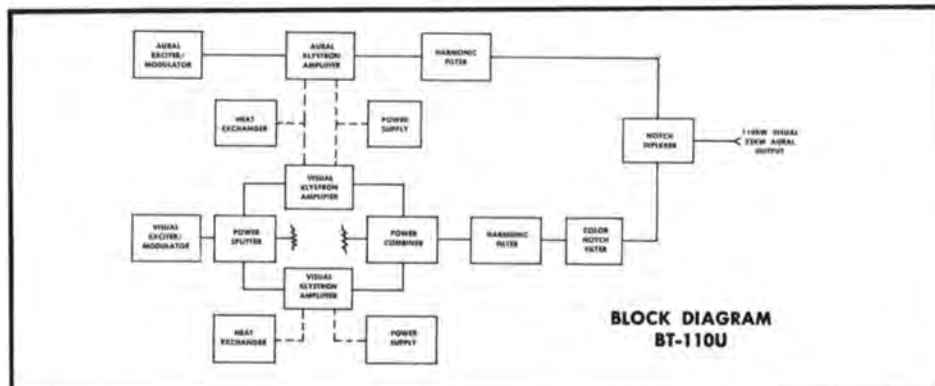 AURAL
EXCITER/
MODULATOR
AURAL
KLYSTRON
AMPLIFIER
HARMONIC
FILTER
HEAT
EXCHANGER
POWER
SUPPLY
NOTCH
DIPLEXER
110KW VISUAL
22KW AURAL
OUTPUT
VISUAL
KLYSTRON
AMPLIFIER
VISUAL
EXCITER/
MODULATOR
POWER
SPLITTER
POWER
COMBINER
HARMONIC
FILTER
COLOR
NOTCH
FILTER
VISUAL
KLYSTRON
AMPLIFIER
HEAT
EXCHANGER
POWER
SUPPLY
BLOCK DIAGRAM
BT-110U